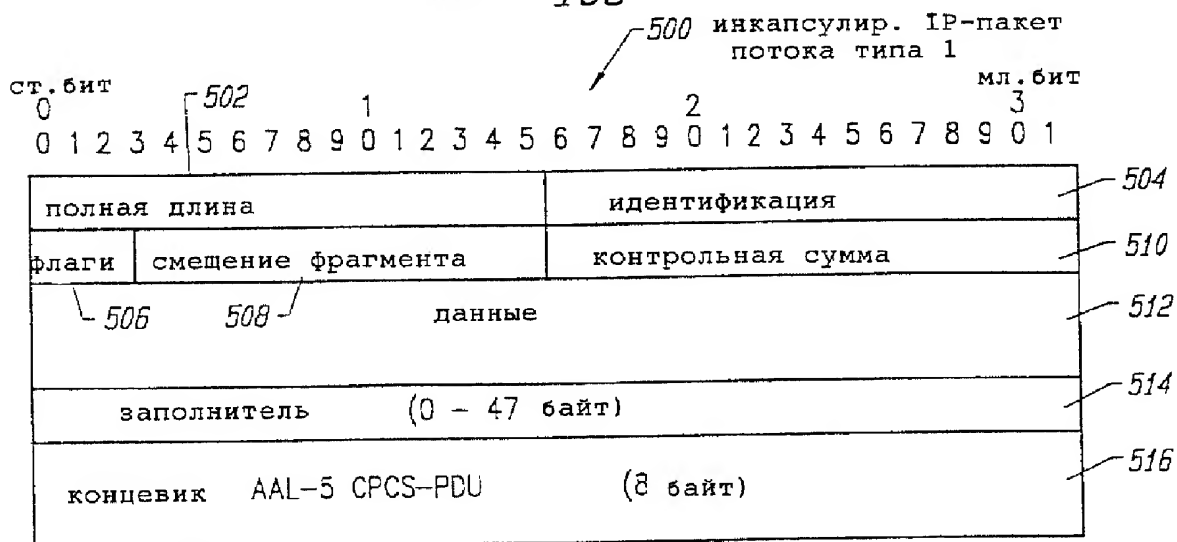 500 инкапсулир. IP-пакет
потока типа 1
ст.бит мл.бит
0 502 1 2 3
0 1 2 3 4 5 6 7 8 9 0 1 2 3 4 5 6 7 8 9 0 1 2 3 4 5 6 7 8 9 0 1
полная длина идентификация 504
флаги смещение фрагмента контрольная сумма 510
506 508 данные 512
заполнитель (0 - 47 байт) 514
концевик AAL-5 CPCS-PDU (8 байт) 516